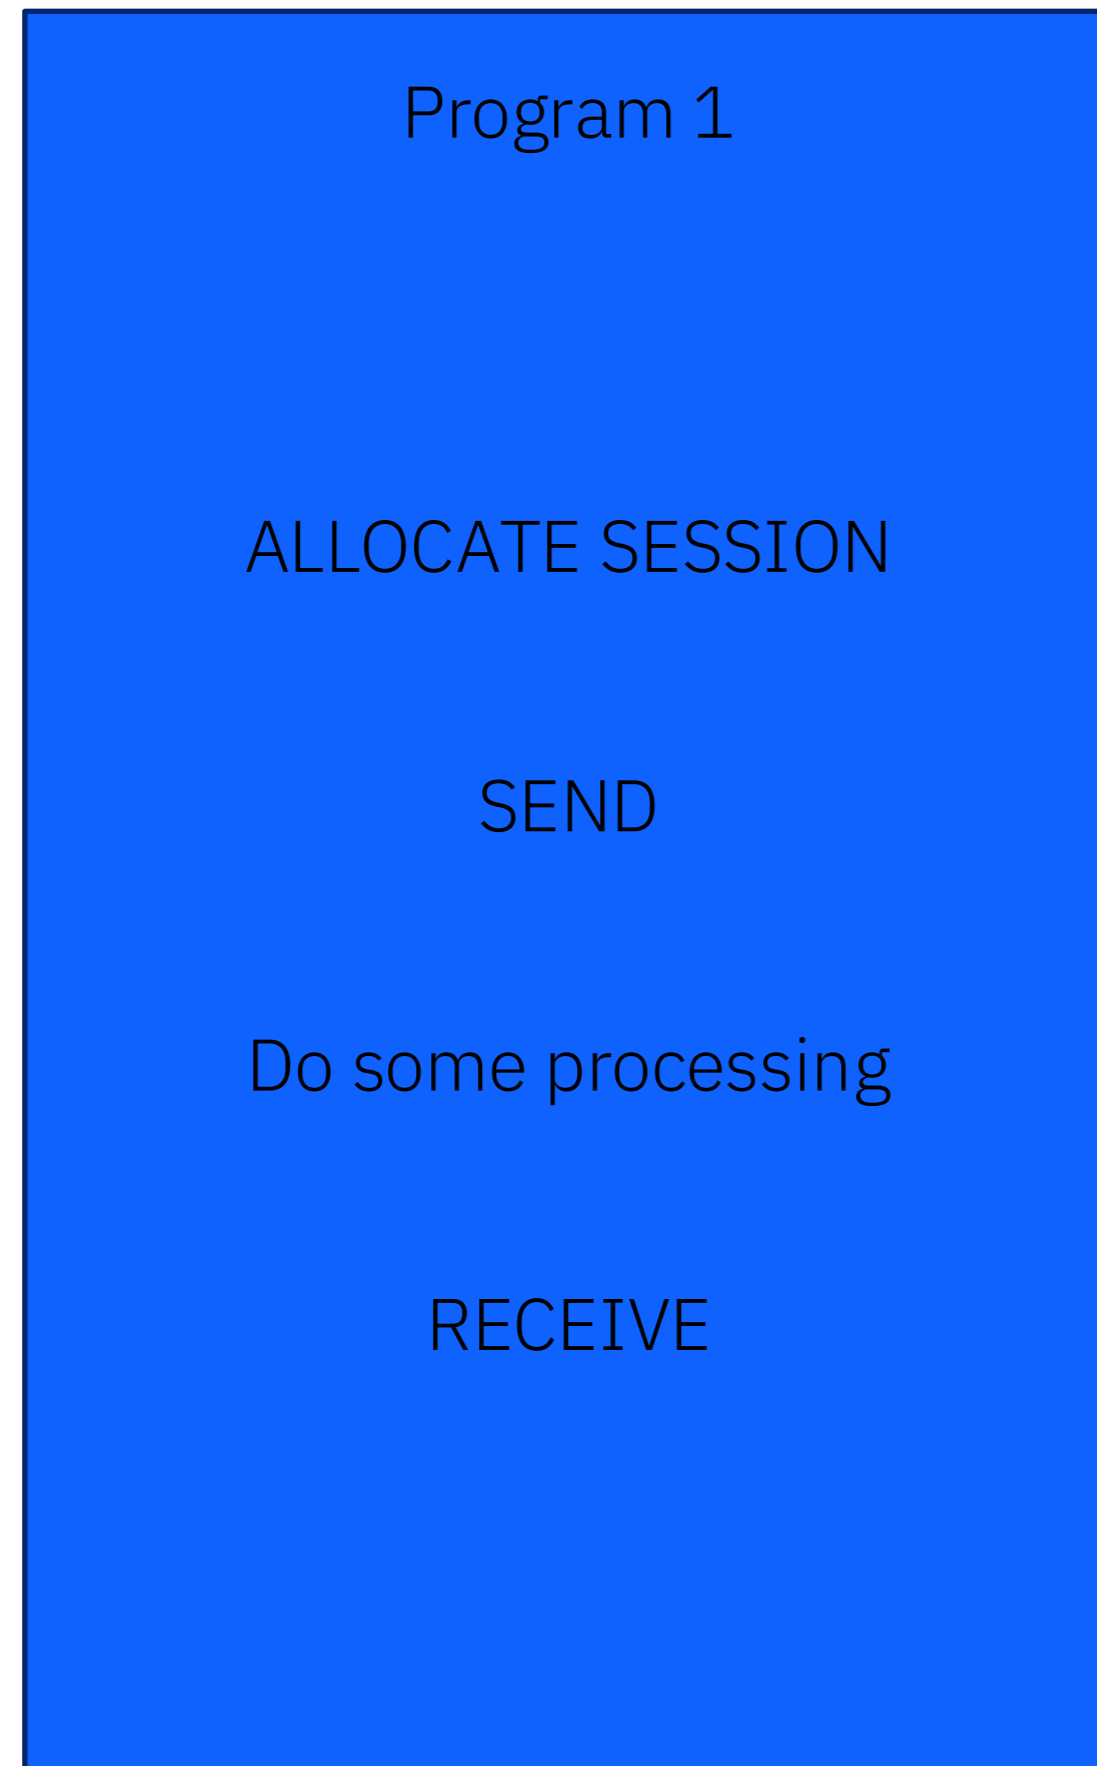 Program 1
ALLOCATE SESSION
SEND
Do some processing
RECEIVE